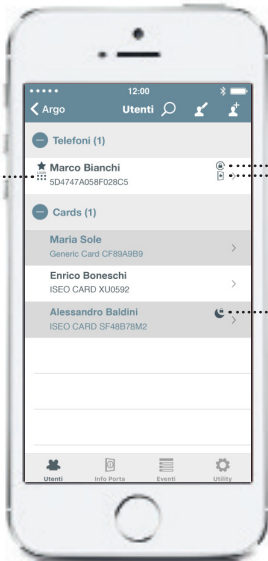 12:00
Argo Utenti
Telefoni (1)
Marco Bianchi
5D4747A058F028C5
Cards (1)
Maria Sole
Generic Card CF89A9B9
Enrico Boneschi
ISEO CARD XU0592
Alessandro Baldini
ISEO CARD SF48B78M2
Utenti Info Porta Eventi Utility